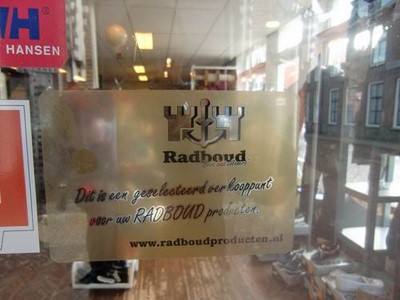 H
HANSEN
Radboud
Dit is een geselecteerd verkooppunt
voor uw RADBOUD producten.
www.radboudproducten.nl